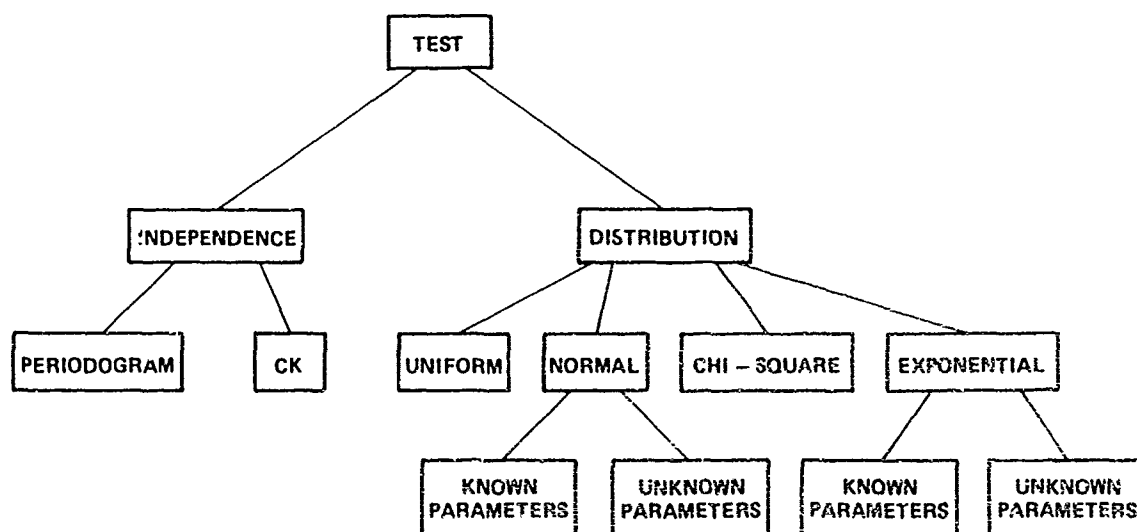 TEST
INDEPENDENCE
DISTRIBUTION
PERIODOGRAM
CK
UNIFORM
NORMAL
CHI – SQUARE
EXPONENTIAL
KNOWN
PARAMETERS
UNKNOWN
PARAMETERS
KNOWN
PARAMETERS
UNKNOWN
PARAMETERS